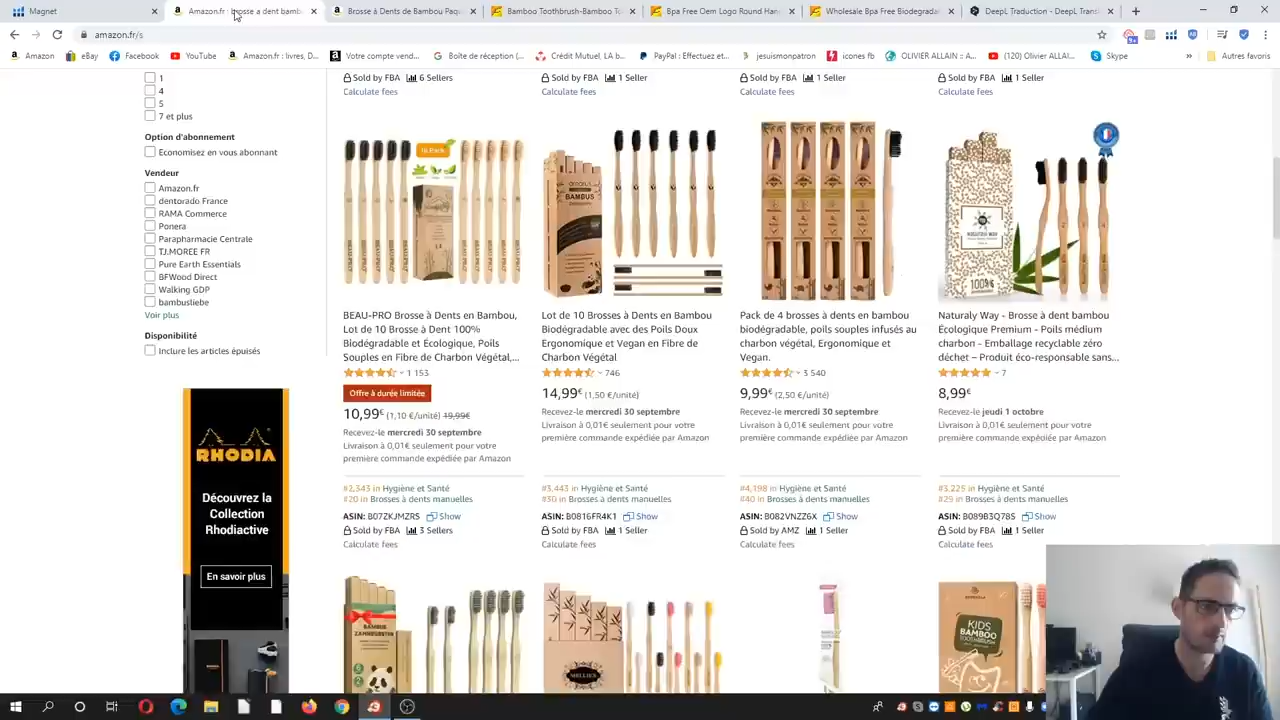 Magnet
Amazon.fr : brosse a dent bamb
Brosse à Dents de Bambou Paqu
Bamboo Toothbrush-Bamboo To
Bpa Free Oem Logo Round Han
Wholesale Bpa Free Biodegrada
DeepL Traduction – DeepL Trans
amazon.fr/s
Amazon
eBay
Facebook
YouTube
Amazon.fr : livres, D...
Votre compte vend...
Boîte de réception (...
Crédit Mutuel, LA b...
PayPal : Effectuez et...
jesuismonpatron
icones fb
OLIVIER ALLAIN :: A...
(120) Olivier ALLAI...
Skype
»
Autres favoris
1
4
5
7 et plus
Option d'abonnement
Economisez en vous abonnant
Vendeur
Amazon.fr
dentorado France
RAMA Commerce
Ponera
Parapharmacie Centrale
TJ.MOREE FR
Pure Earth Essentials
BFWood Direct
Walking GDP
bambusliebe
Voir plus
Disponibilité
Inclure les articles épuisés
RHODIA
Découvrez la
Collection
Rhodiactive
En savoir plus
Sold by FBA 6 Sellers
Calculate fees
Sold by FBA 1 Seller
Calculate fees
Sold by FBA 1 Seller
Calculate fees
Sold by FBA 1 Seller
Calculate fees
16 Pack
BAMBUS
100%
BEAU-PRO Brosse à Dents en Bambou,
Lot de 10 Brosse à Dent 100%
Biodégradable et Écologique, Poils
Souples en Fibre de Charbon Végétal,...
1 153
Offre à durée limitée
10,99€ (1,10 €/unité) 19,99€
Recevez-le mercredi 30 septembre
Livraison à 0,01€ seulement pour votre
première commande expédiée par Amazon
#2,343 in Hygiène et Santé
#20 in Brosses à dents manuelles
ASIN: B07ZKJMZRS Show
Sold by FBA 3 Sellers
Calculate fees
Lot de 10 Brosses à Dents en Bambou
Biodégradable avec des Poils Doux
Ergonomique et Vegan en Fibre de
Charbon Végétal
746
14,99€ (1,50 €/unité)
Recevez-le mercredi 30 septembre
Livraison à 0,01€ seulement pour votre
première commande expédiée par Amazon
#3,443 in Hygiène et Santé
#30 in Brosses à dents manuelles
ASIN: B0816FR4K1 Show
Sold by FBA 1 Seller
Calculate fees
Pack de 4 brosses à dents en bambou
biodégradable, poils souples infusés au
charbon végétal, Ergonomique et
Vegan.
3 540
9,99€ (2,50 €/unité)
Recevez-le mercredi 30 septembre
Livraison à 0,01€ seulement pour votre
première commande expédiée par Amazon
#4,198 in Hygiène et Santé
#40 in Brosses à dents manuelles
ASIN: B082VNZZ6X Show
Sold by AMZ 1 Seller
Calculate fees
Naturaly Way - Brosse à dent bambou
Écologique Premium - Poils médium
charbon - Emballage recyclable zéro
déchet – Produit éco-responsable sans...
7
8,99€
Recevez-le jeudi 1 octobre
Livraison à 0,01€ seulement pour votre
première commande expédiée par Amazon
#3,225 in Hygiène et Santé
#29 in Brosses à dents manuelles
ASIN: B089B3Q78S Show
Sold by FBA 1 Seller
Calculate fees
BAMBUS
ZAHNBÜRSTEN
KIDS
BAMBOO